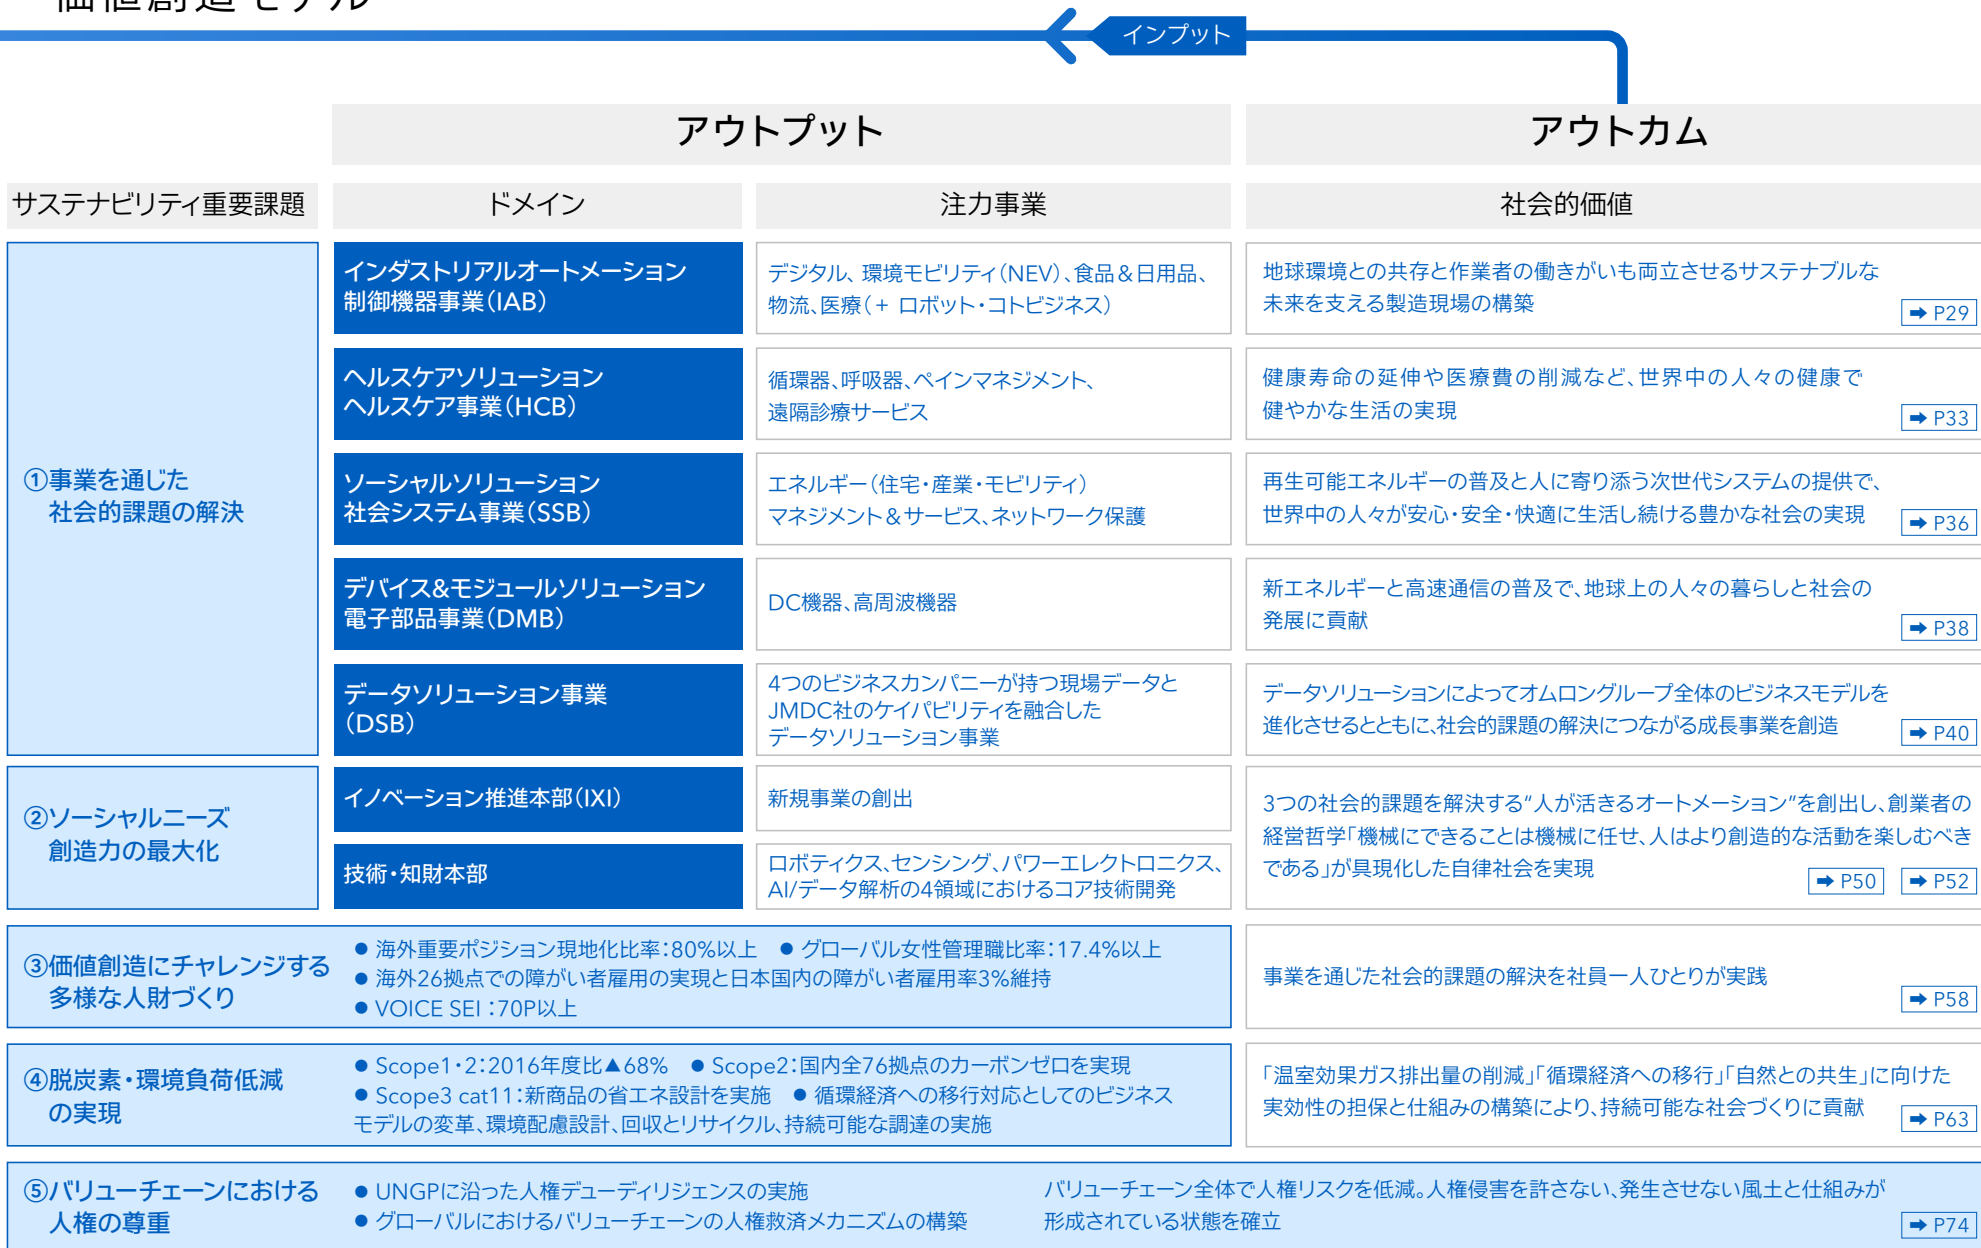 価値創造モデル
インプット
アウトプット
アウトカム
サステナビリティ重要課題
ドメイン
注力事業
社会的価値
①事業を通じた
社会的課題の解決
インダストリアルオートメーション
制御機器事業(IAB)
デジタル、環境モビリティ(NEV)、食品&日用品、
物流、医療(+ ロボット・コトビジネス)
地球環境との共存と作業者の働きがいも両立させるサステナブルな
未来を支える製造現場の構築
➡ P29
ヘルスケアソリューション
ヘルスケア事業(HCB)
循環器、呼吸器、ペインマネジメント、
遠隔診療サービス
健康寿命の延伸や医療費の削減など、世界中の人々の健康で
健やかな生活の実現
➡ P33
ソーシャルソリューション
社会システム事業(SSB)
エネルギー(住宅・産業・モビリティ)
マネジメント&サービス、ネットワーク保護
再生可能エネルギーの普及と人に寄り添う次世代システムの提供で、
世界中の人々が安心・安全・快適に生活し続ける豊かな社会の実現
➡ P36
デバイス&モジュールソリューション
電子部品事業(DMB)
DC機器、高周波機器
新エネルギーと高速通信の普及で、地球上の人々の暮らしと社会の
発展に貢献
➡ P38
データソリューション事業
(DSB)
4つのビジネスカンパニーが持つ現場データと
JMDC社のケイパビリティを融合した
データソリューション事業
データソリューションによってオムロングループ全体のビジネスモデルを
進化させるとともに、社会的課題の解決につながる成長事業を創造
➡ P40
②ソーシャルニーズ
創造力の最大化
イノベーション推進本部(IXI)
新規事業の創出
技術・知財本部
ロボティクス、センシング、パワーエレクトロニクス、
AI/データ解析の4領域におけるコア技術開発
3つの社会的課題を解決する“人が活きるオートメーション”を創出し、創業者の
経営哲学「機械にできることは機械に任せ、人はより創造的な活動を楽しむべき
である」が具現化した自律社会を実現
➡ P50 ➡ P52
③価値創造にチャレンジする
多様な人財づくり
● 海外重要ポジション現地化比率:80%以上 ● グローバル女性管理職比率:17.4%以上
● 海外26拠点での障がい者雇用の実現と日本国内の障がい者雇用率3%維持
● VOICE SEI :70P以上
事業を通じた社会的課題の解決を社員一人ひとりが実践
➡ P58
④脱炭素・環境負荷低減
の実現
● Scope1・2:2016年度比▲68% ● Scope2:国内全76拠点のカーボンゼロを実現
● Scope3 cat11:新商品の省エネ設計を実施 ● 循環経済への移行対応としてのビジネス
モデルの変革、環境配慮設計、回収とリサイクル、持続可能な調達の実施
「温室効果ガス排出量の削減」「循環経済への移行」「自然との共生」に向けた
実効性の担保と仕組みの構築により、持続可能な社会づくりに貢献
➡ P63
⑤バリューチェーンにおける
人権の尊重
● UNGPに沿った人権デューディリジェンスの実施
● グローバルにおけるバリューチェーンの人権救済メカニズムの構築
バリューチェーン全体で人権リスクを低減。人権侵害を許さない、発生させない風土と仕組みが
形成されている状態を確立
➡ P74